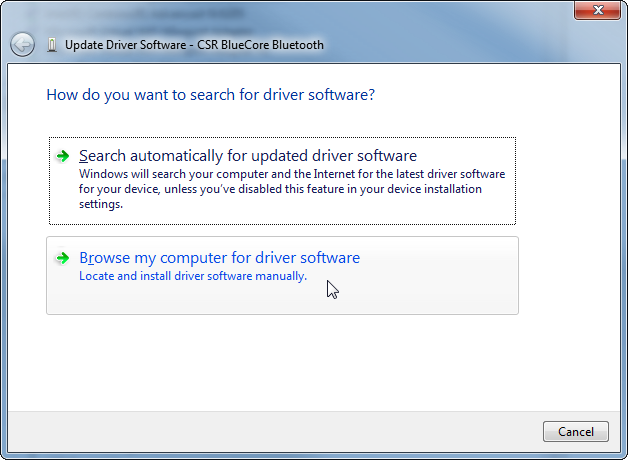 Update Driver Software - CSR BlueCore Bluetooth
How do you want to search for driver software?
Search automatically for updated driver software
Windows will search your computer and the Internet for the latest driver software
for your device, unless you've disabled this feature in your device installation
settings.
Browse my computer for driver software
Locate and install driver software manually.
Cancel